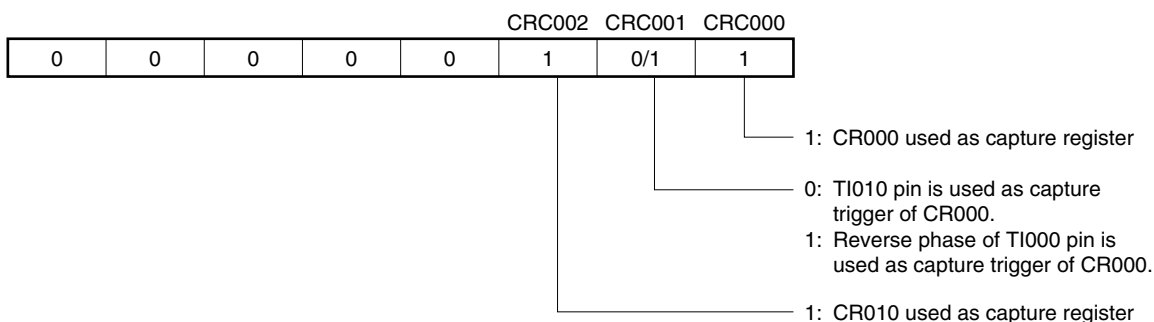 CRC002 CRC001 CRC000
0 0 0 0 0 1 0/1 1
1: CR000 used as capture register
0: TI010 pin is used as capture
trigger of CR000.
1: Reverse phase of TI000 pin is
used as capture trigger of CR000.
1: CR010 used as capture register